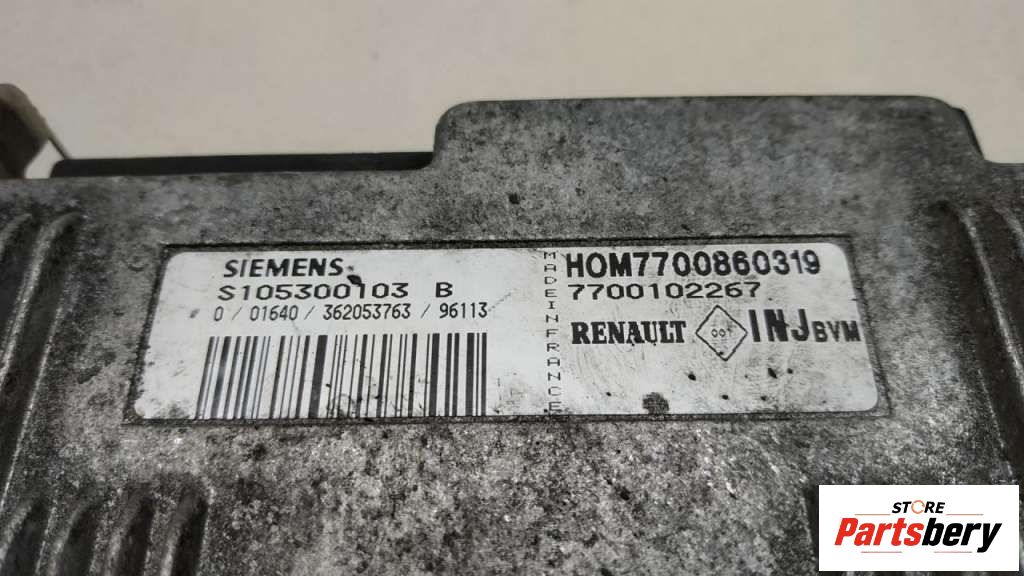 SIEMENS
S105300103 B
0 / 01640 / 362053763 / 96113
MADE IN FRANCE
HOM7700860319
7700102267
RENAULT INJ BVM
STORE
Partsbery